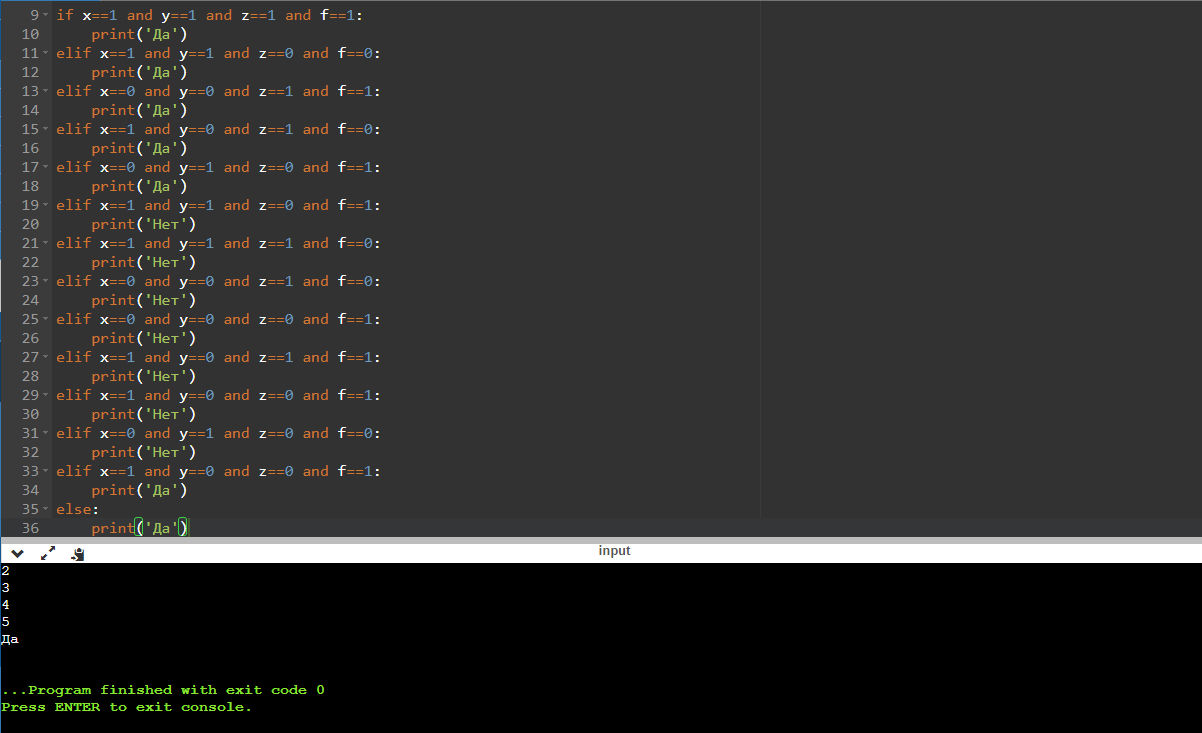 9 if x==1 and y==1 and z==1 and f==1:
10 print('Да')
11 elif x==1 and y==1 and z==0 and f==0:
12 print('Да')
13 elif x==0 and y==0 and z==1 and f==1:
14 print('Да')
15 elif x==1 and y==0 and z==1 and f==0:
16 print('Да')
17 elif x==0 and y==1 and z==0 and f==1:
18 print('Да')
19 elif x==1 and y==1 and z==0 and f==1:
20 print('Нет')
21 elif x==1 and y==1 and z==1 and f==0:
22 print('Нет')
23 elif x==0 and y==0 and z==1 and f==0:
24 print('Нет')
25 elif x==0 and y==0 and z==0 and f==1:
26 print('Нет')
27 elif x==1 and y==0 and z==1 and f==1:
28 print('Нет')
29 elif x==1 and y==0 and z==0 and f==1:
30 print('Нет')
31 elif x==0 and y==1 and z==0 and f==0:
32 print('Нет')
33 elif x==1 and y==0 and z==0 and f==1:
34 print('Да')
35 else:
36 print('Да')
input
2
3
4
5
Да
...Program finished with exit code 0
Press ENTER to exit console.